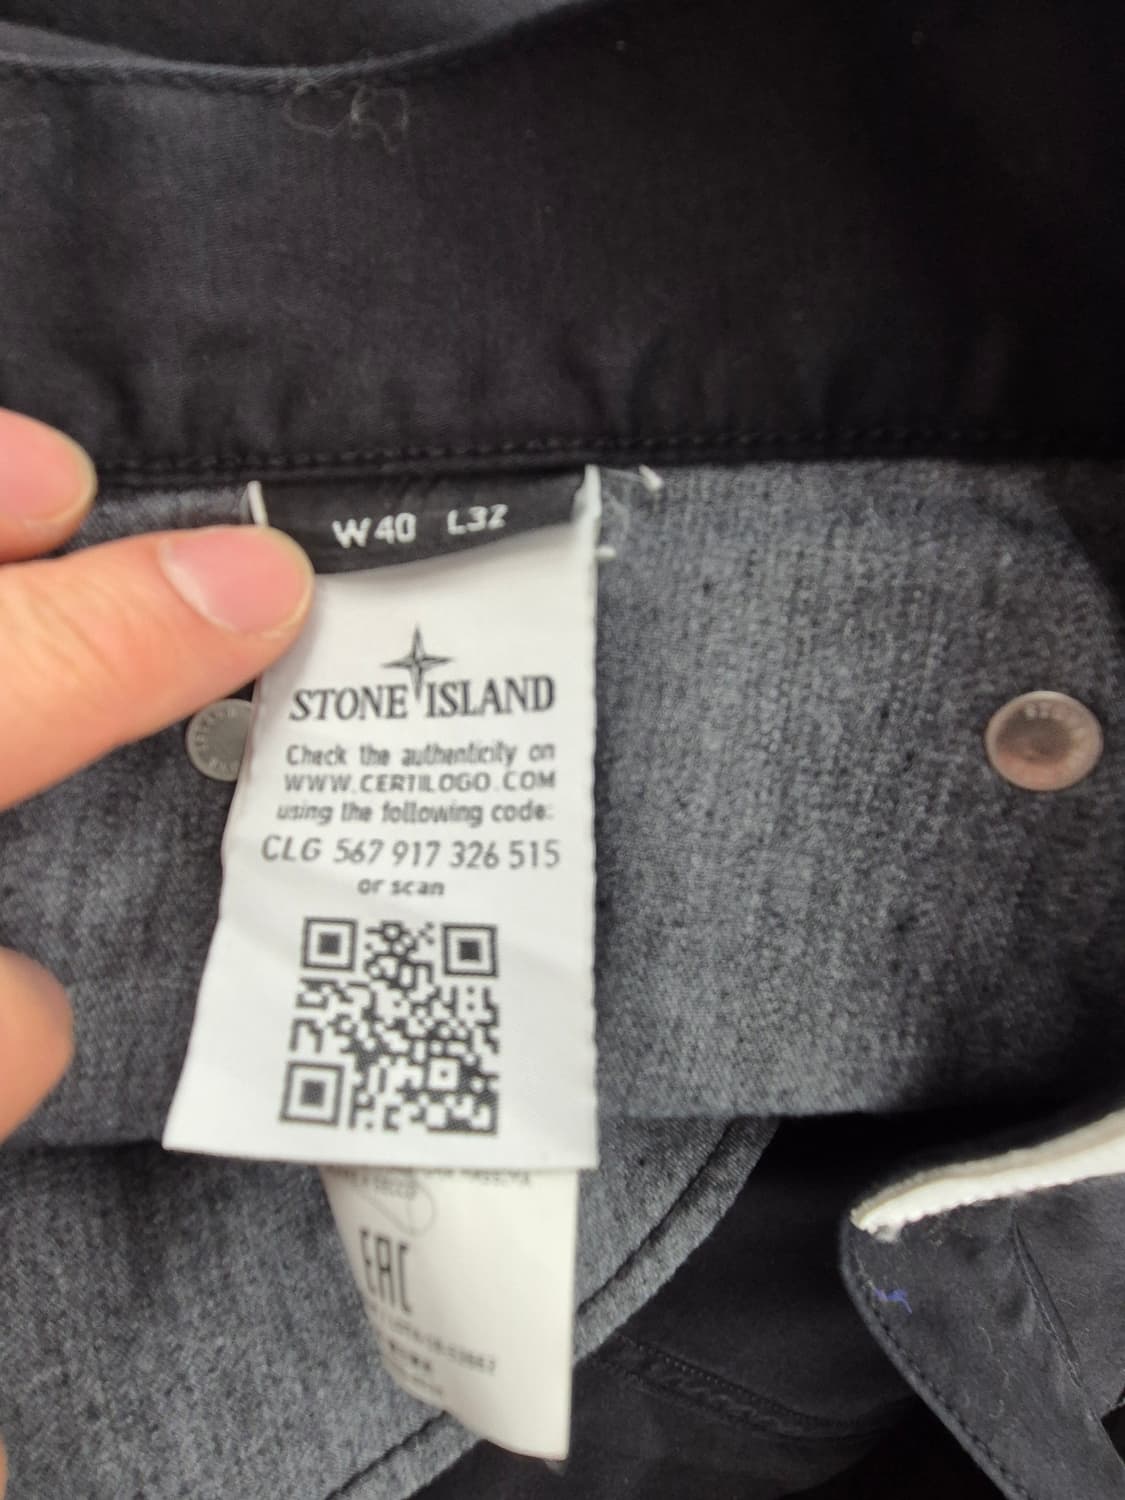 W40 L32
STONE ISLAND
Check the authenticity on
WWW.CERTILOGO.COM
using the following code:
CLG 567 917 326 515
or scan
EAC